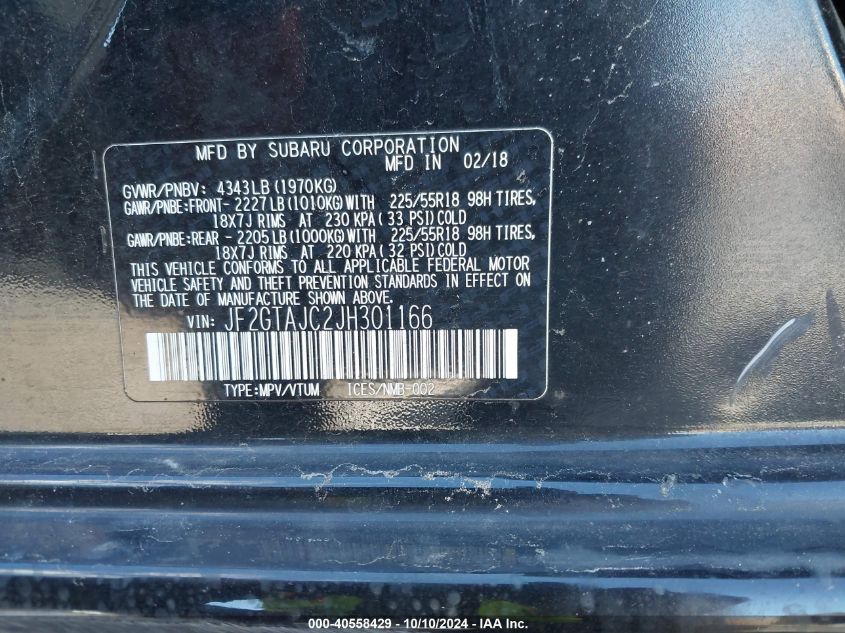 MFD BY SUBARU CORPORATION
MFD IN 02/18
GVWR/PNBV: 4343LB(1970KG)
GAWR/PNBE:FRONT- 2227LB(1010KG)WITH 225/55R18 98H TIRES,
18X7J RIMS AT 230 KPA(33 PSI)COLD
GAWR/PNBE:REAR - 2205LB(1000KG)WITH 225/55R18 98H TIRES,
18X7J RIMS AT 220 KPA(32 PSI)COLD
THIS VEHICLE CONFORMS TO ALL APPLICABLE FEDERAL MOTOR
VEHICLE SAFETY AND THEFT PREVENTION STANDARDS IN EFFECT ON
THE DATE OF MANUFACTURE SHOWN ABOVE.
VIN: JF2GTAJC2JH301166
TYPE:MPV/VTUM ICES/NMB-002
000-40558429 - 10/10/2024 - IAAI.com